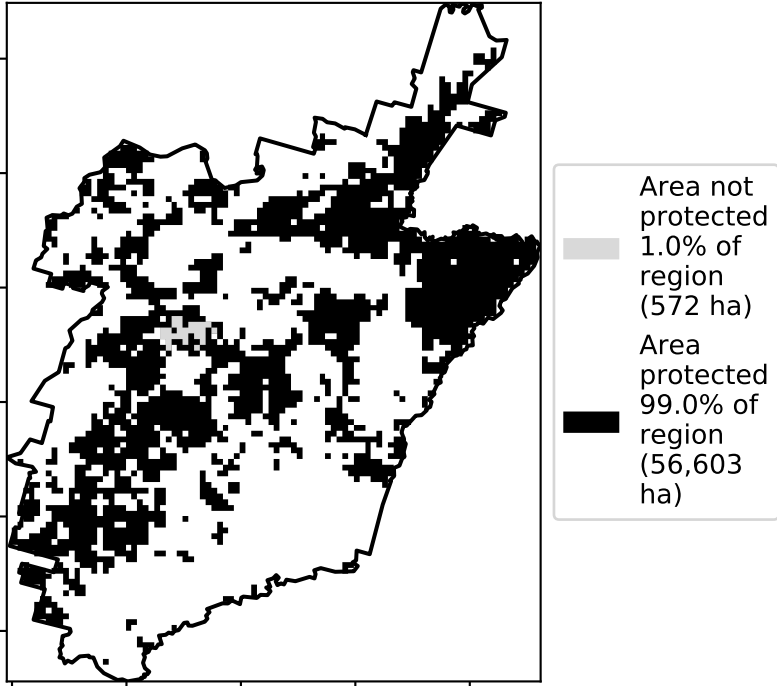 Area not
protected
1.0% of
region
(572 ha)
Area
protected
99.0% of
region
(56,603
ha)